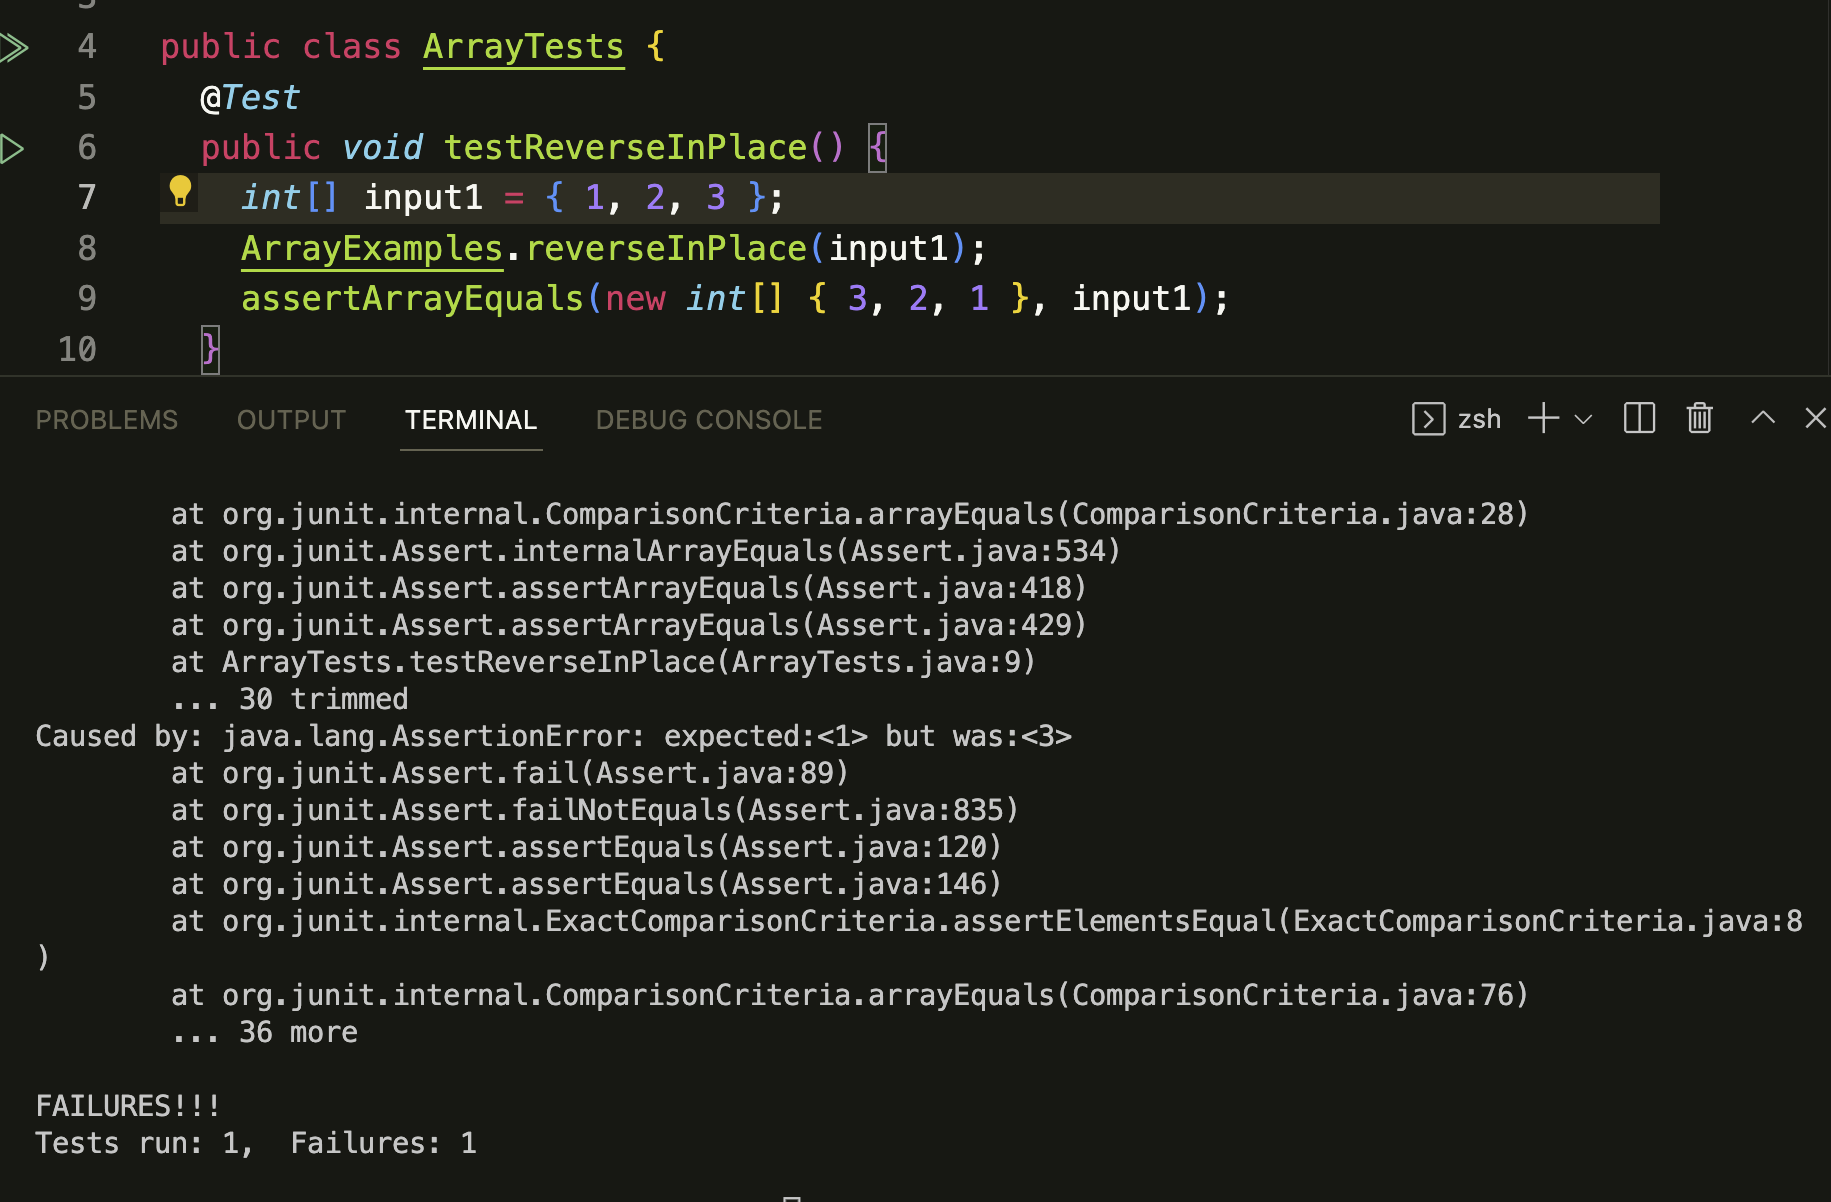 4 public class ArrayTests {
5 @Test
6 public void testReverseInPlace() {
7 int[] input1 = { 1, 2, 3 };
8 ArrayExamples.reverseInPlace(input1);
9 assertArrayEquals(new int[] { 3, 2, 1 }, input1);
10 }
PROBLEMS OUTPUT TERMINAL DEBUG CONSOLE zsh
at org.junit.internal.ComparisonCriteria.arrayEquals(ComparisonCriteria.java:28)
at org.junit.Assert.internalArrayEquals(Assert.java:534)
at org.junit.Assert.assertArrayEquals(Assert.java:418)
at org.junit.Assert.assertArrayEquals(Assert.java:429)
at ArrayTests.testReverseInPlace(ArrayTests.java:9)
... 30 trimmed
Caused by: java.lang.AssertionError: expected:<1> but was:<3>
at org.junit.Assert.fail(Assert.java:89)
at org.junit.Assert.failNotEquals(Assert.java:835)
at org.junit.Assert.assertEquals(Assert.java:120)
at org.junit.Assert.assertEquals(Assert.java:146)
at org.junit.internal.ExactComparisonCriteria.assertElementsEqual(ExactComparisonCriteria.java:8
)
at org.junit.internal.ComparisonCriteria.arrayEquals(ComparisonCriteria.java:76)
... 36 more
FAILURES!!!
Tests run: 1,  Failures: 1